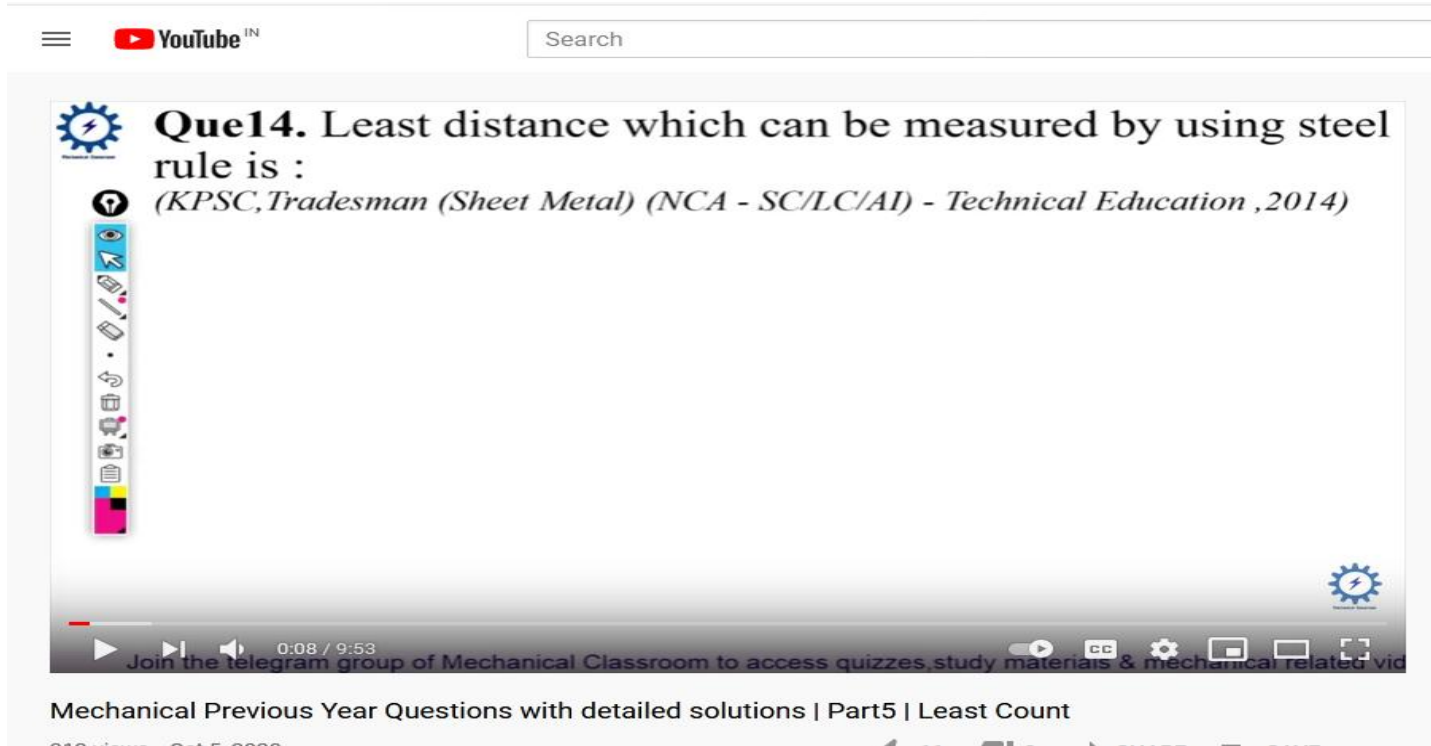 YouTube IN
Search
Que14. Least distance which can be measured by using steel
rule is :
(KPSC,Tradesman (Sheet Metal) (NCA - SC/LC/AI) - Technical Education ,2014)
0:08 / 9:53
CC
Join the telegram group of Mechanical Classroom to access quizzes,study materials & mechanical related vid
Mechanical Previous Year Questions with detailed solutions | Part5 | Least Count